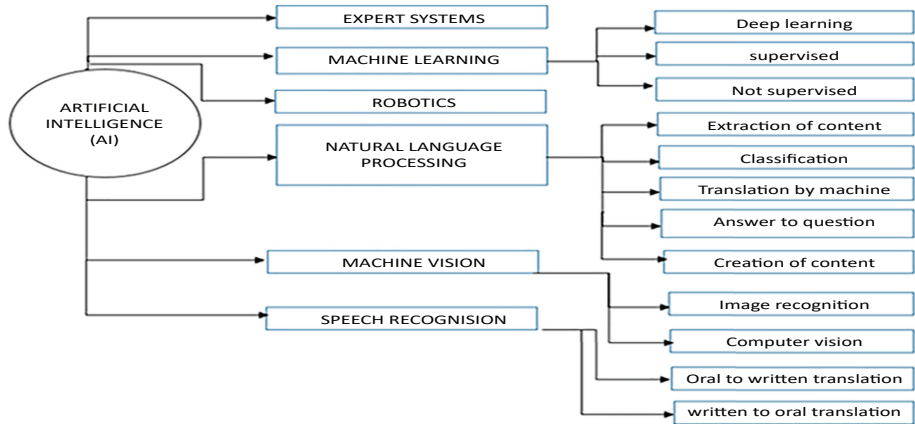 ARTIFICIAL
INTELLIGENCE
(AI)
EXPERT SYSTEMS
MACHINE LEARNING
ROBOTICS
NATURAL LANGUAGE
PROCESSING
MACHINE VISION
SPEECH RECOGNISION
Deep learning
supervised
Not supervised
Extraction of content
Classification
Translation by machine
Answer to question
Creation of content
Image recognition
Computer vision
Oral to written translation
written to oral translation